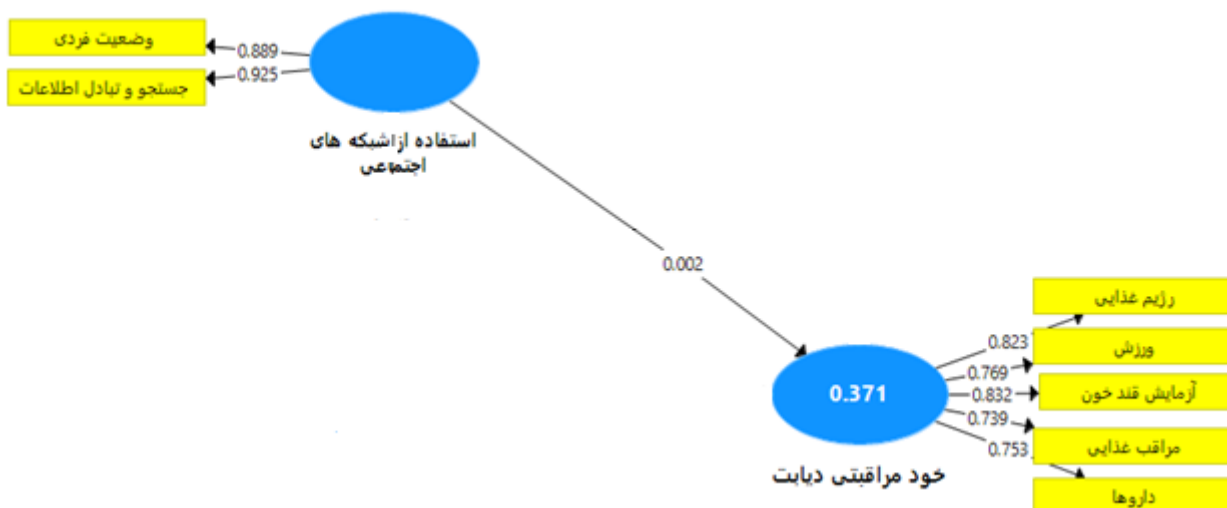 وضعیت فردی
0.889
جستجو و تبادل اطلاعات
0.925
استفاده از شبکه های
اجتماعی
0.002
رژیم غذایی
0.823
ورزش
0.769
0.371
آزمایش قند خون
0.832
مراقب غذایی
0.739
داروها
0.753
خود مراقبتی دیابت